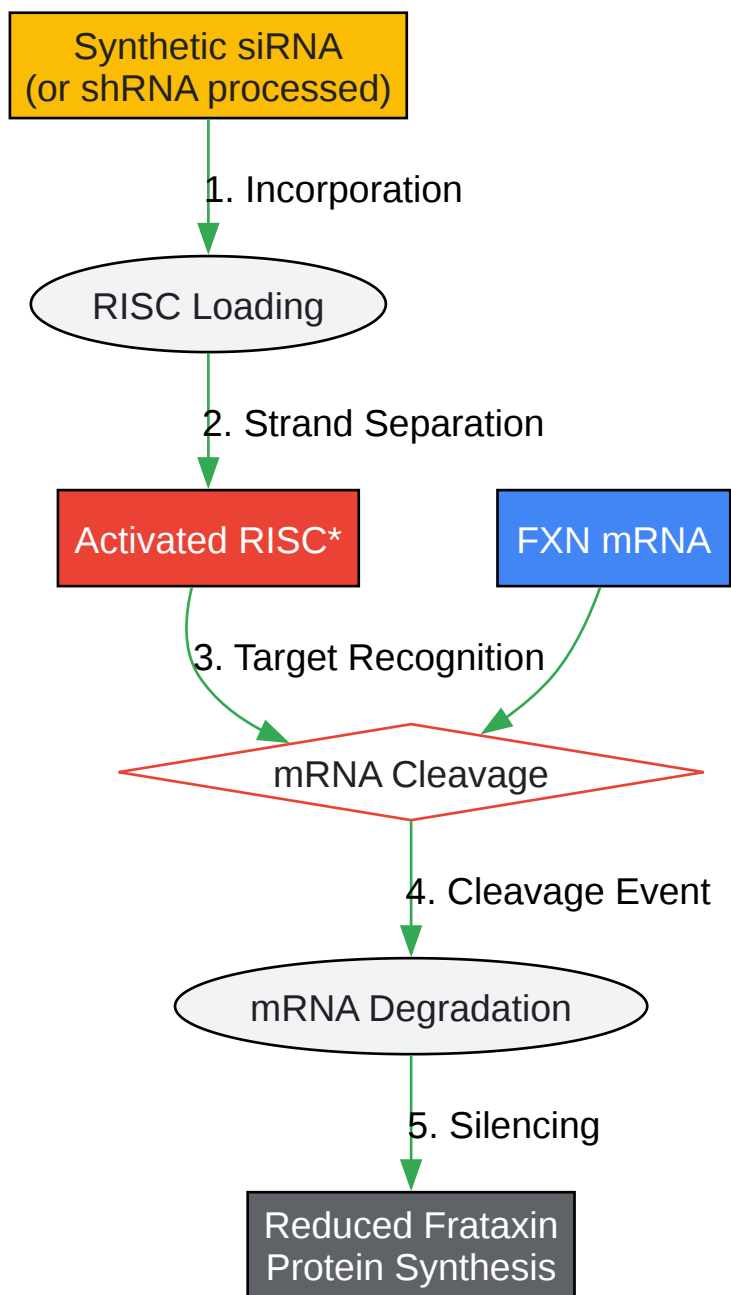 Synthetic siRNA
(or shRNA processed)
1. Incorporation
RISC Loading
2. Strand Separation
Activated RISC*
FXN mRNA
3. Target Recognition
mRNA Cleavage
4. Cleavage Event
mRNA Degradation
5. Silencing
Reduced Frataxin
Protein Synthesis